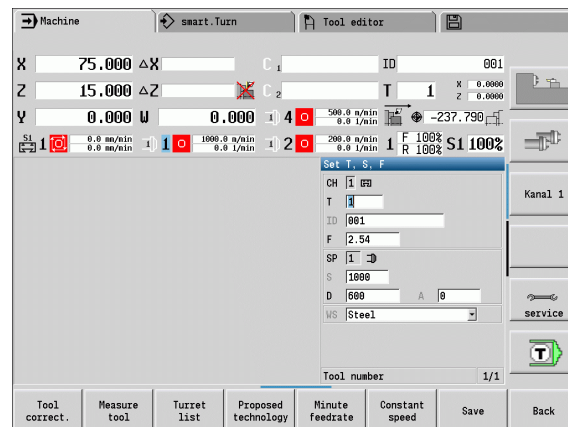 Machine smart.Turn Tool editor
X 75.000 △X C 1 ID 001
Z 15.000 △Z C 2 T 1 X 0.0000 Z 0.0000
Y 0.000 U 0.000 4 500.0 m/min 0.0 1/min -237.790
S1 1 0.0 mm/min 0.0 mm/min 1 1000.0 m/min 0.0 1/min 2 200.0 m/min 0.0 1/min 1 F 100% R 100% S1 100%
Set T, S, F
CH 1
T 1
ID 001
F 2.54
SP 1
S 1000
D 600 A 0
WS Steel
Tool number 1/1
Kanal 1
service
T
Tool correct. Measure tool Turret list Proposed technology Minute feedrate Constant speed Save Back